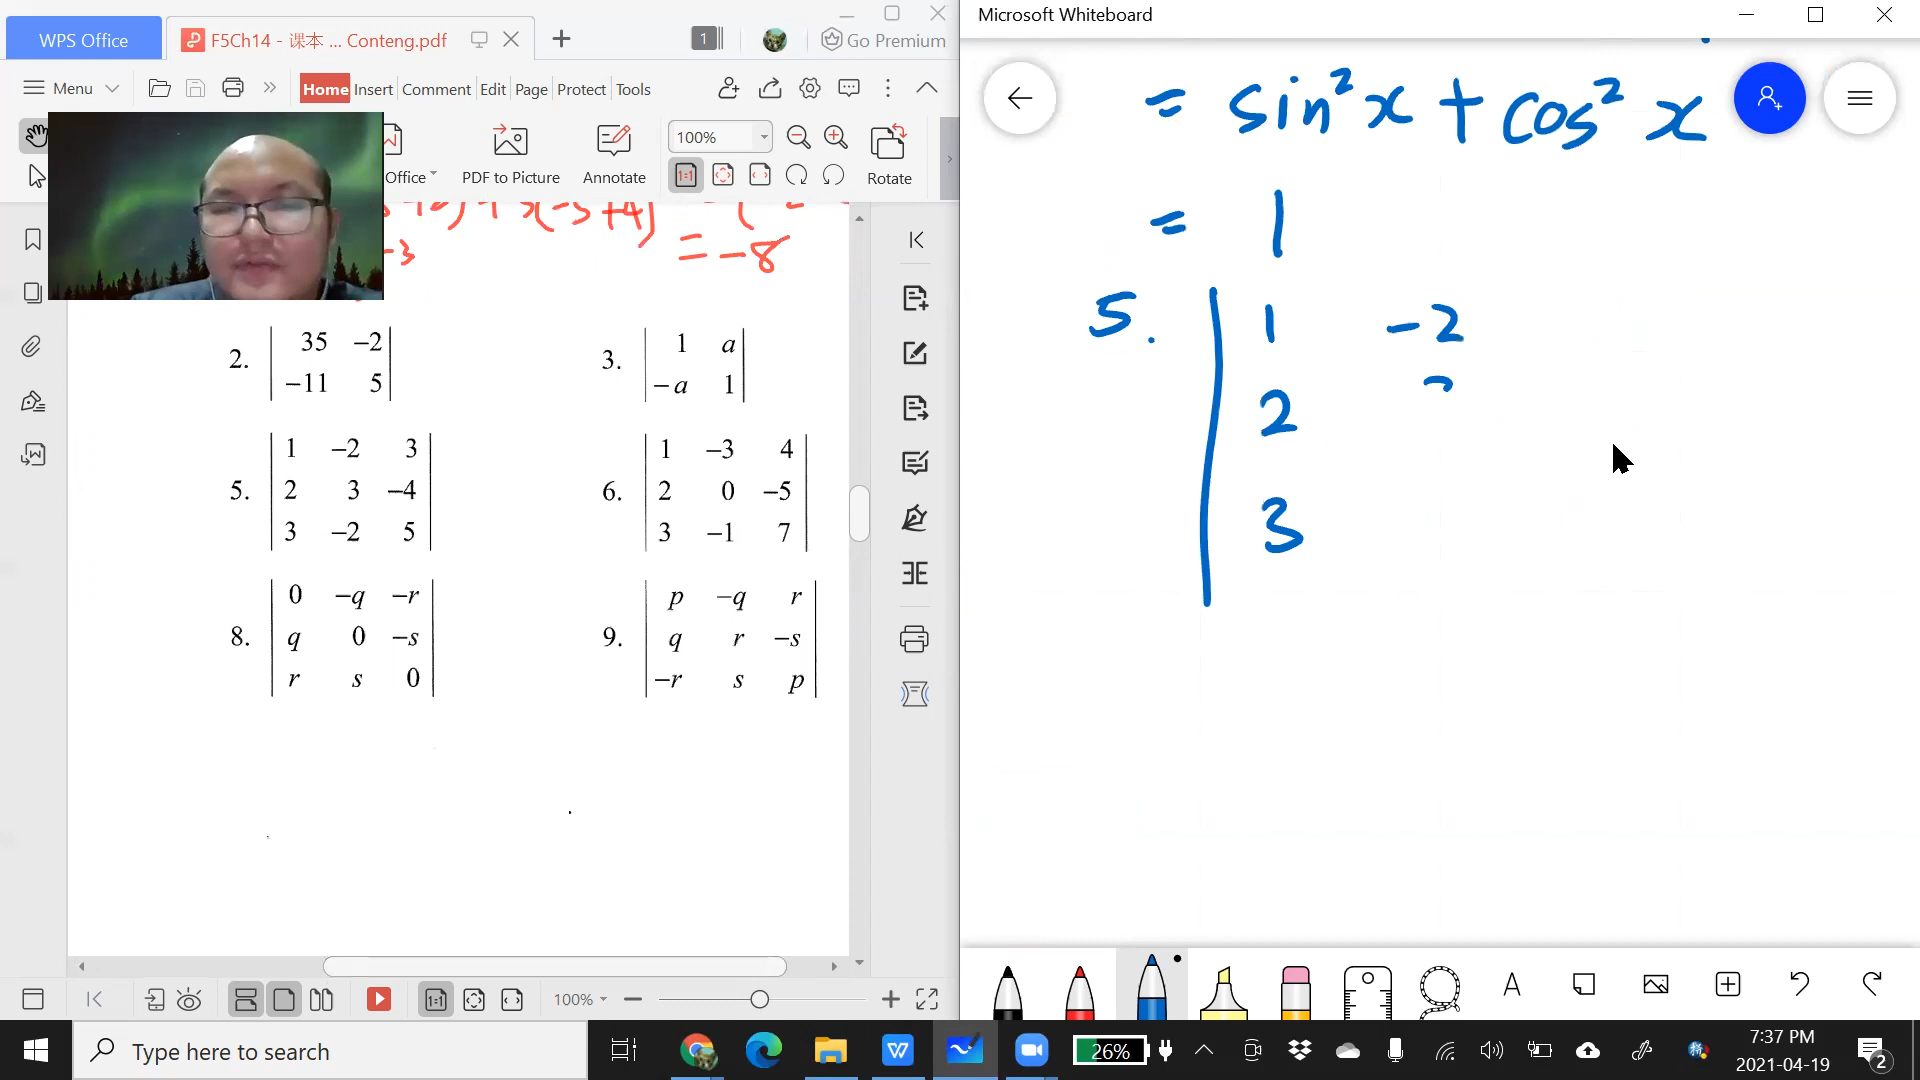 WPS Office
F5Ch14 - 课本 ... Conteng.pdf
1
Go Premium
Menu
Home Insert Comment Edit Page Protect Tools
100%
Office
PDF to Picture
Annotate
Rotate
= -8
-3
2. | 35 -2 |
| -11 5 |
3. | 1 a |
| -a 1 |
5. | 1 -2 3 |
| 2 3 -4 |
| 3 -2 5 |
6. | 1 -3 4 |
| 2 0 -5 |
| 3 -1 7 |
8. | 0 -q -r |
| q 0 -s |
| r s 0 |
9. | p -q r |
| q r -s |
| -r s p |
100%
Microsoft Whiteboard
= sin² x + cos² x
= 1
5. | 1 -2
2
3
Type here to search
26%
7:37 PM
2021-04-19
2